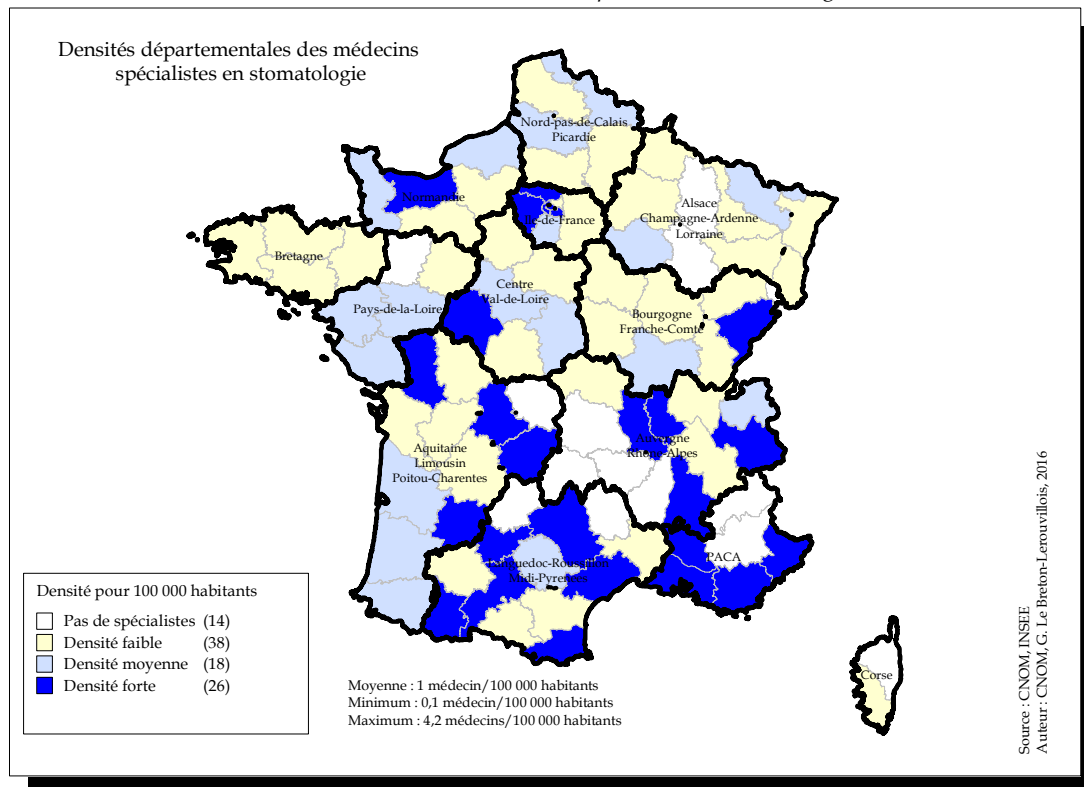 Densités départementales des médecins
spécialistes en stomatologie
Nord-pas-de-Calais
Picardie
Normandie
Île-de-France
Alsace
Champagne-Ardenne
Lorraine
Bretagne
Centre
Val-de-Loire
Pays-de-la-Loire
Bourgogne
Franche-Comté
Aquitaine
Limousin
Poitou-Charentes
Auvergne
Rhône-Alpes
Languedoc-Roussillon
Midi-Pyrénées
PACA
Corse
Densité pour 100 000 habitants
Pas de spécialistes (14)
Densité faible (38)
Densité moyenne (18)
Densité forte (26)
Moyenne : 1 médecin/100 000 habitants
Minimum : 0,1 médecin/100 000 habitants
Maximum : 4,2 médecins/100 000 habitants
Source : CNOM, INSEE
Auteur : CNOM, G. Le Breton-Lerouvillois, 2016